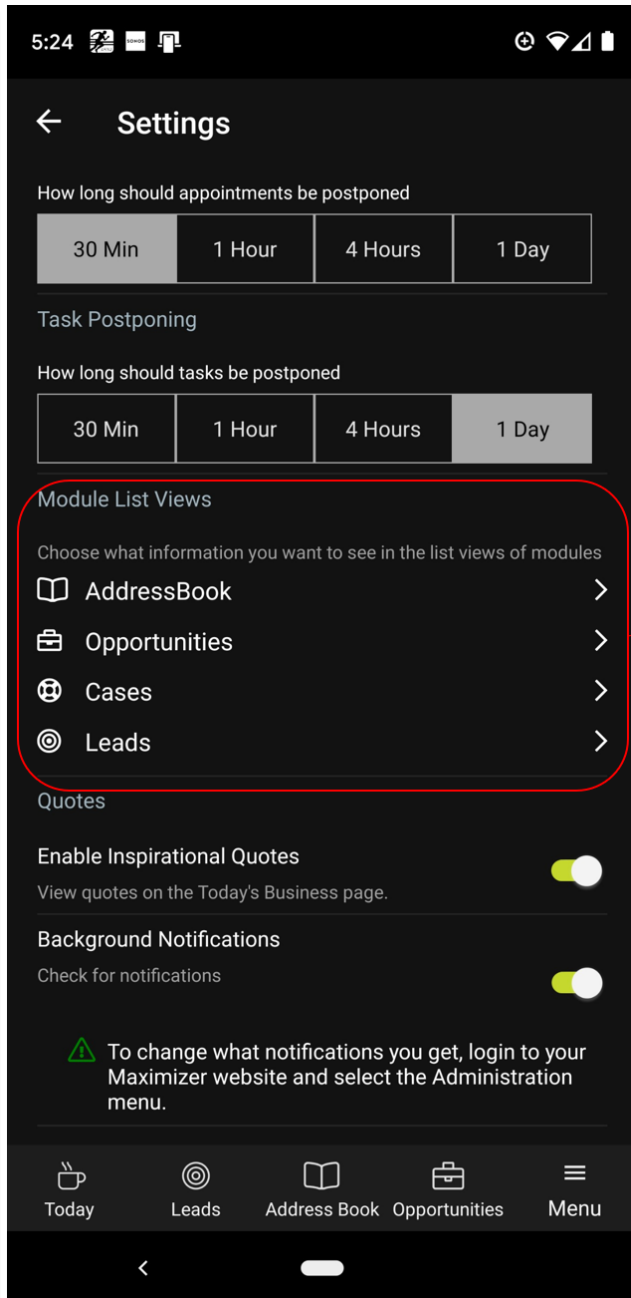 5:24
SONOS
Settings
How long should appointments be postponed
30 Min 1 Hour 4 Hours 1 Day
Task Postponing
How long should tasks be postponed
30 Min 1 Hour 4 Hours 1 Day
Module List Views
Choose what information you want to see in the list views of modules
AddressBook
Opportunities
Cases
Leads
Quotes
Enable Inspirational Quotes
View quotes on the Today's Business page.
Background Notifications
Check for notifications
To change what notifications you get, login to your
Maximizer website and select the Administration
menu.
Today Leads Address Book Opportunities Menu